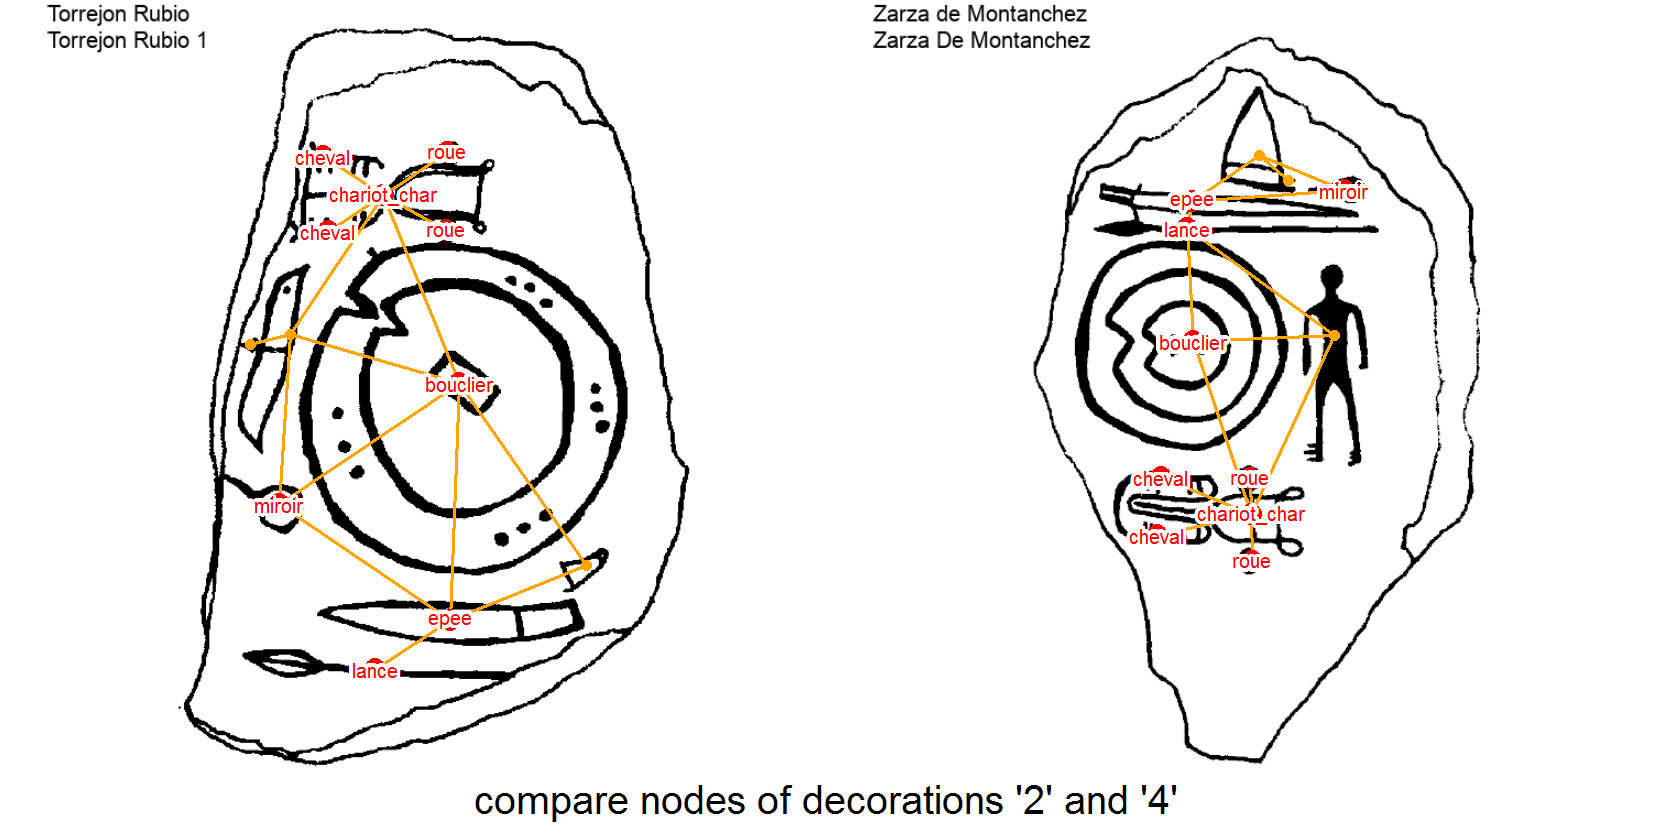 Torrejon Rubio
Torrejon Rubio 1
Zarza de Montanchez
Zarza De Montanchez
cheval
roue
chariot_char
cheval
roue
bouclier
miroir
epee
lance
epee
miroir
lance
bouclier
cheval
roue
chariot_char
cheval
roue
compare nodes of decorations '2' and '4'